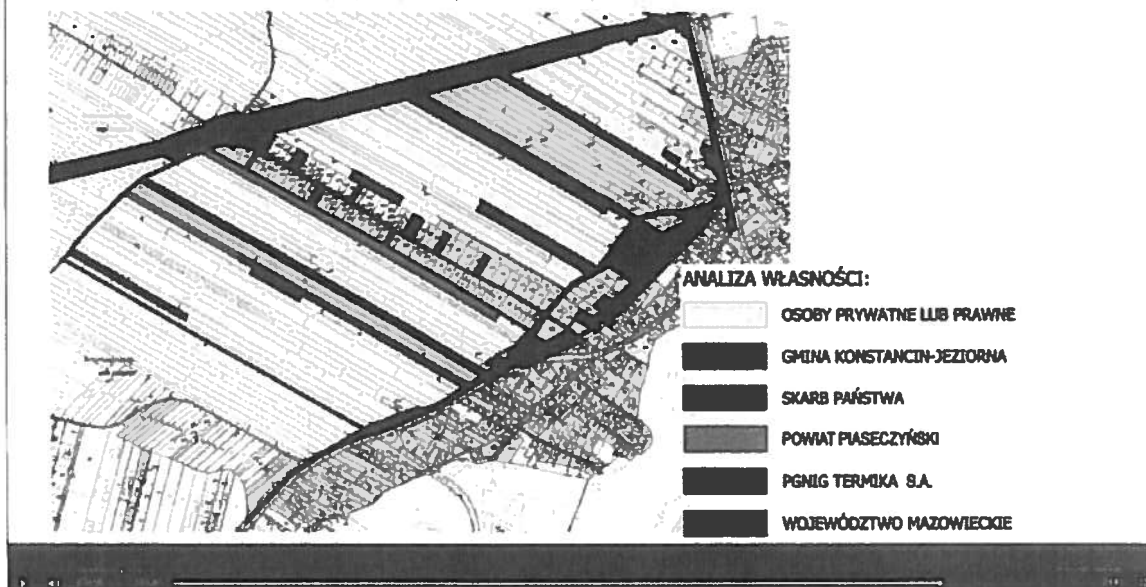 ANALIZA WŁASNOŚCI:
OSOBY PRYWATNE LUB PRAWNE
GMINA KONSTANCIN-JEZIORNA
SKARB PAŃSTWA
POWIAT PIASECZYŃSKI
PGNIG TERMIKA S.A.
WOJEWÓDZTWO MAZOWIECKIE